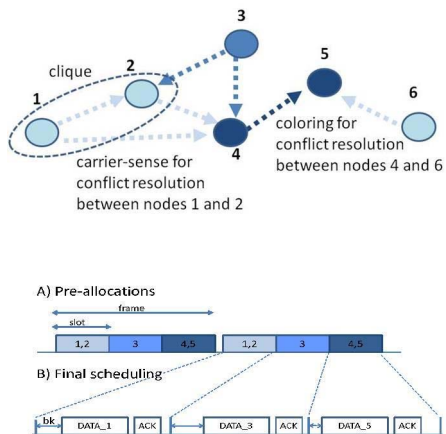 3
5
2
clique
6
1
4
coloring for
conflict resolution
between nodes 4 and 6
carrier-sense for
conflict resolution
between nodes 1 and 2
A) Pre-allocations
frame
slot
1,2 3 4,5 1,2 3 4,5
B) Final scheduling
bk DATA_1 ACK DATA_3 ACK DATA_5 ACK